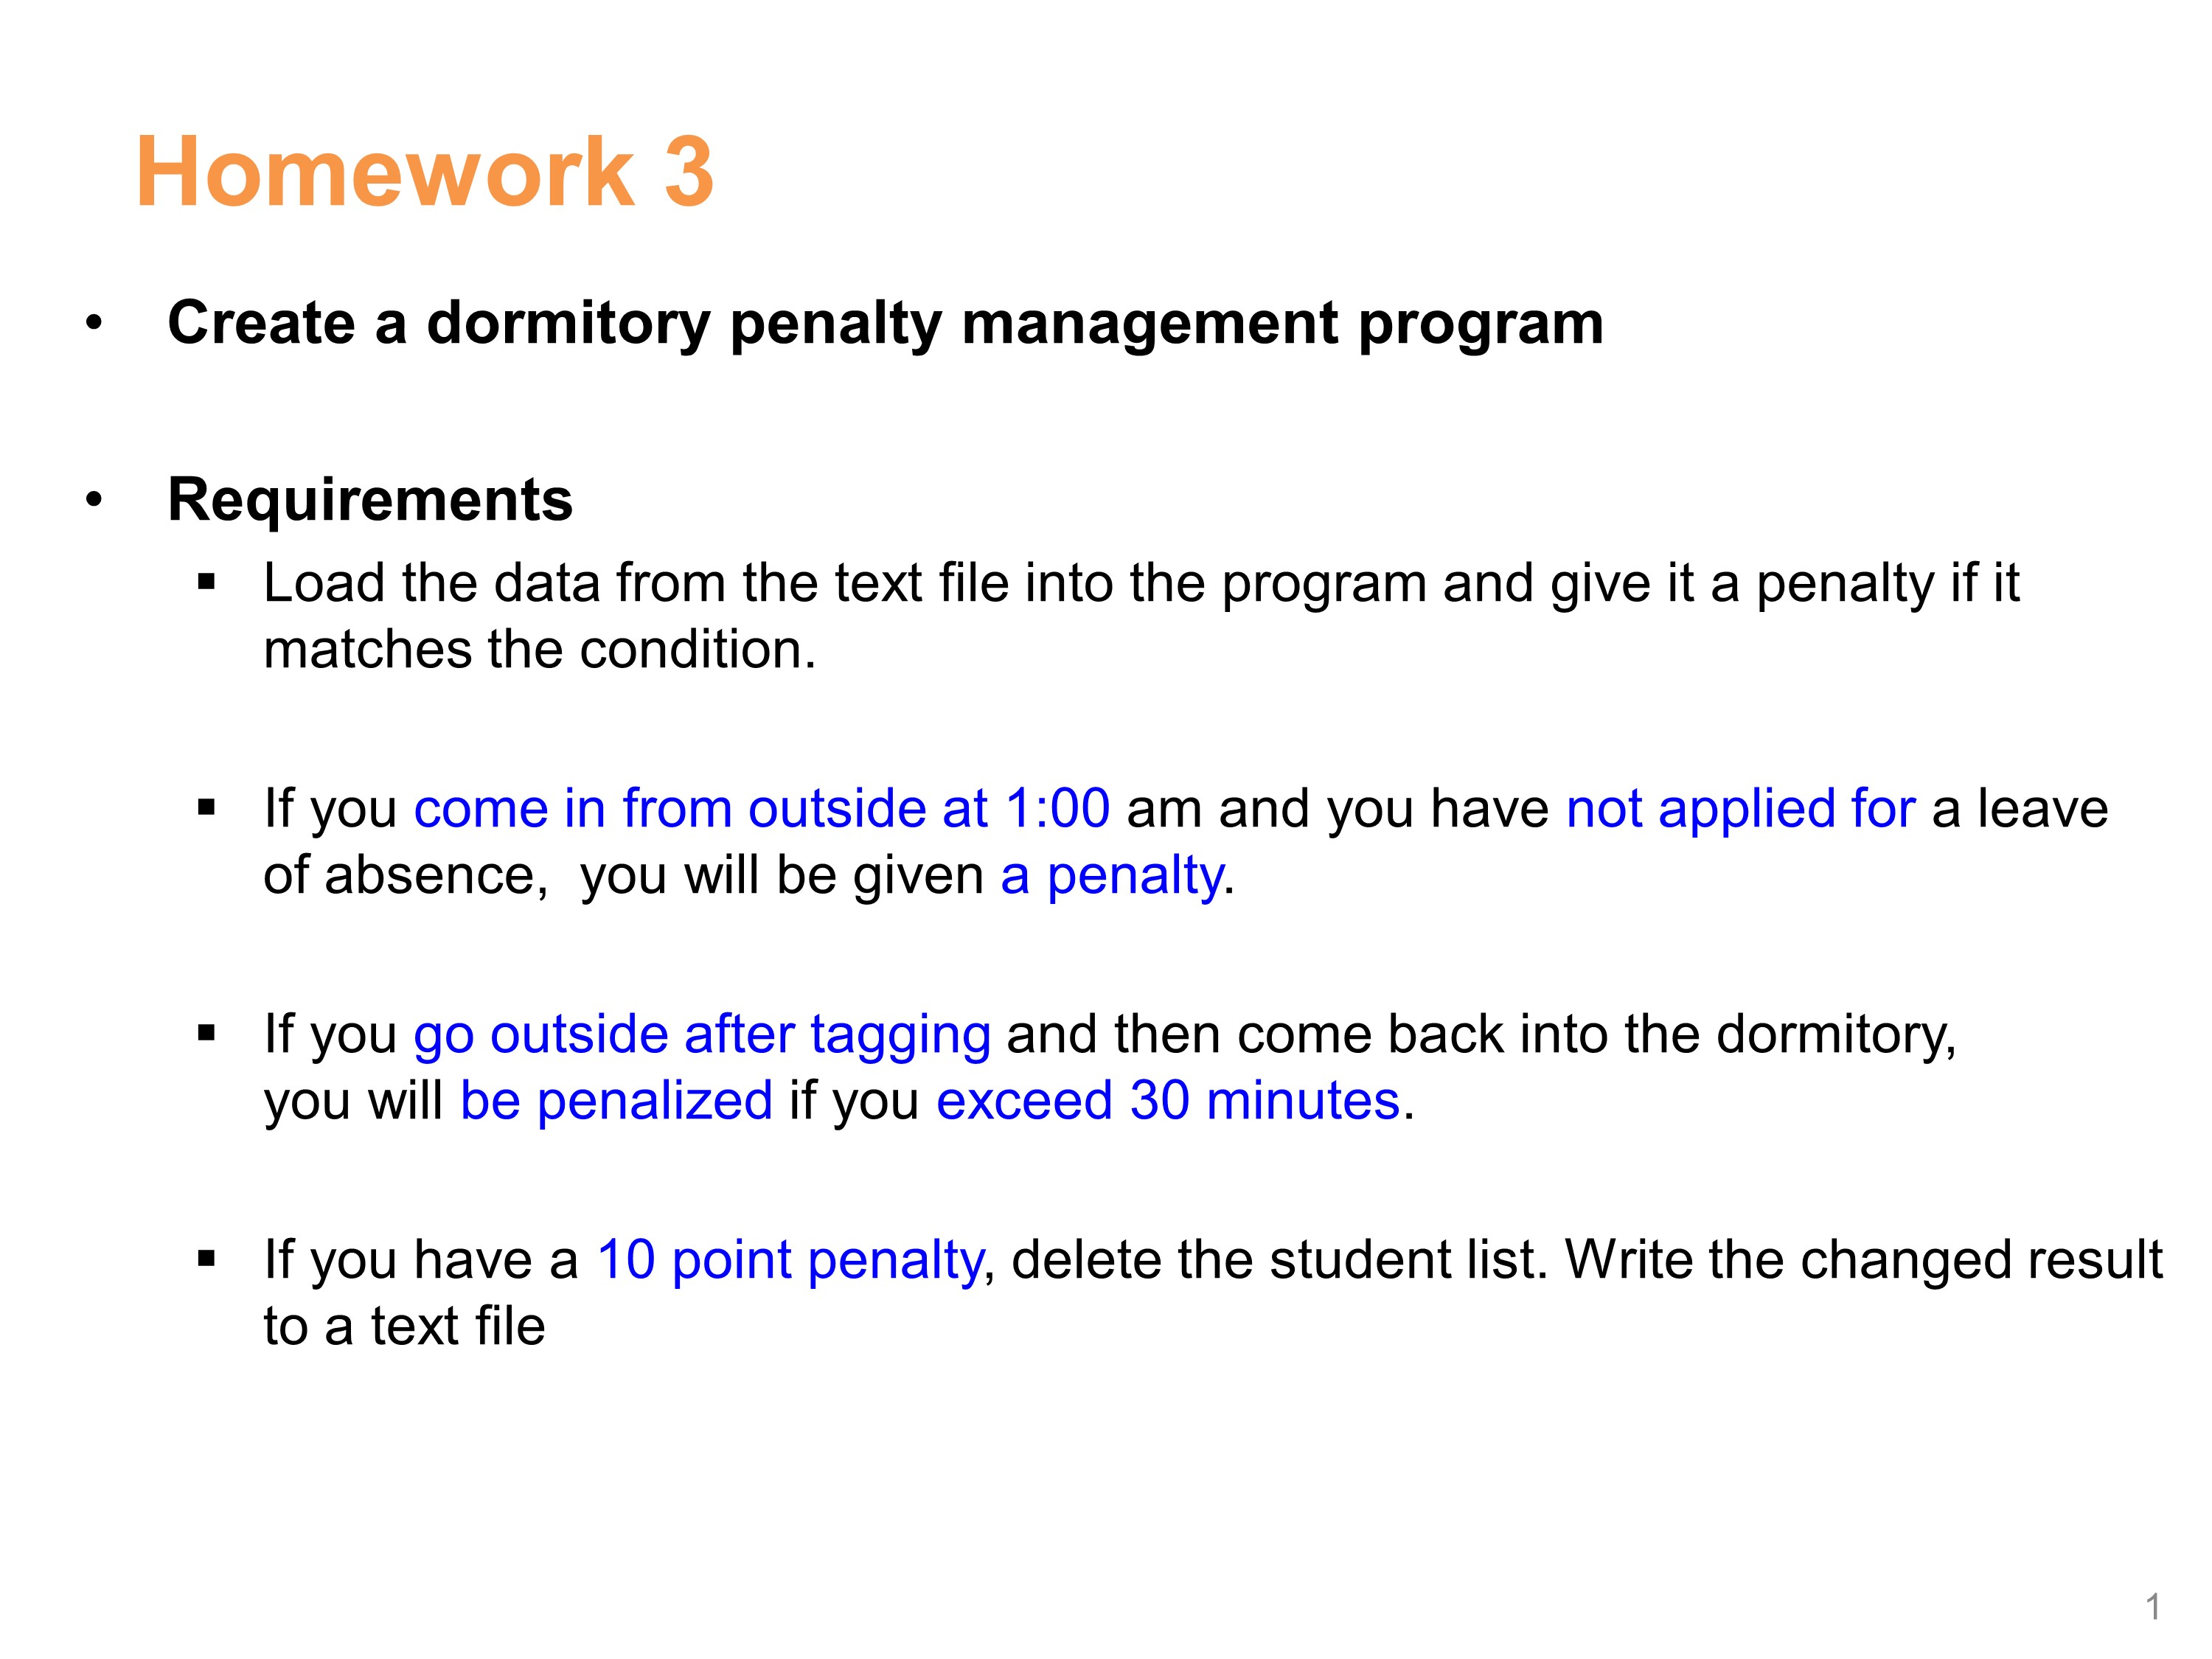 Homework 3
• Create a dormitory penalty management program
• Requirements
▪ Load the data from the text file into the program and give it a penalty if it
matches the condition.
▪ If you come in from outside at 1:00 am and you have not applied for a leave
of absence,  you will be given a penalty.
▪ If you go outside after tagging and then come back into the dormitory,
you will be penalized if you exceed 30 minutes.
▪ If you have a 10 point penalty, delete the student list. Write the changed result
to a text file
1